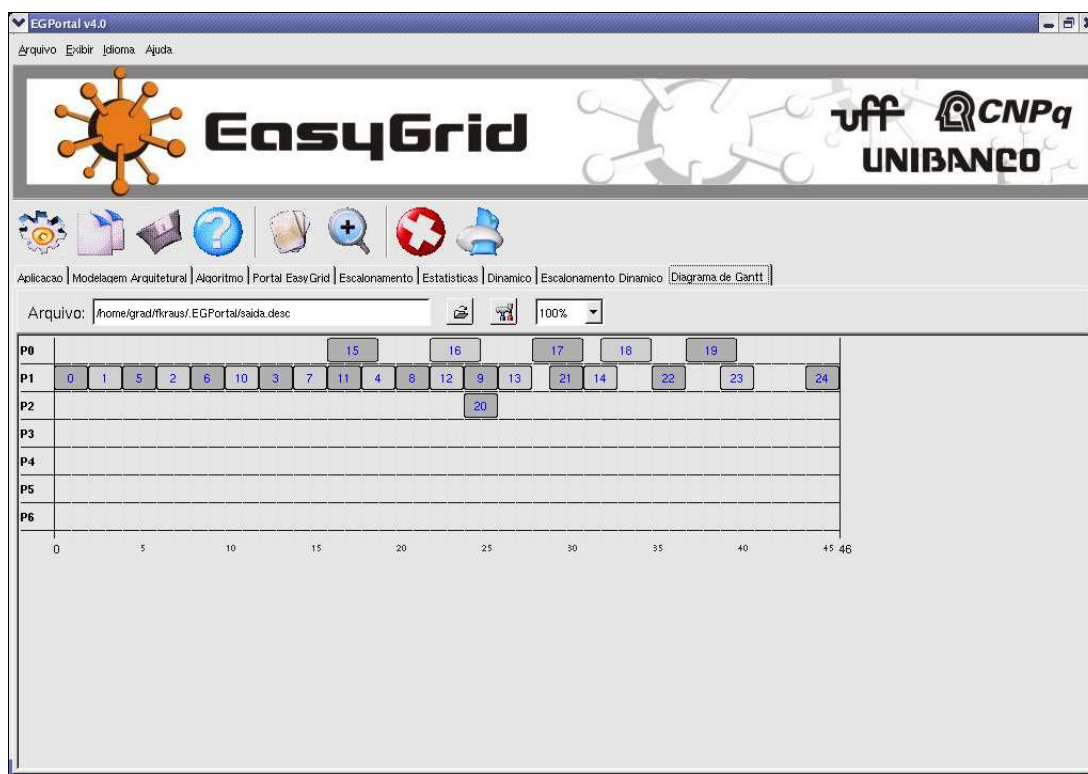 EGPortal v4.0
Arquivo Exibir Idioma Ajuda
EasyGrid
uff CNPq
UNIBANCO
Aplicacao Modelagem Arquitetural Algoritmo Portal EasyGrid Escalonamento Estatisticas Dinamico Escalonamento Dinamico Diagrama de Gantt
Arquivo: /home/grad/fkraus/.EGPortal/saida.desc 100%
P0 15 16 17 18 19
P1 0 1 5 2 6 10 3 7 11 4 8 12 9 13 21 14 22 23 24
P2 20
P3
P4
P5
P6
0 5 10 15 20 25 30 35 40 45 46